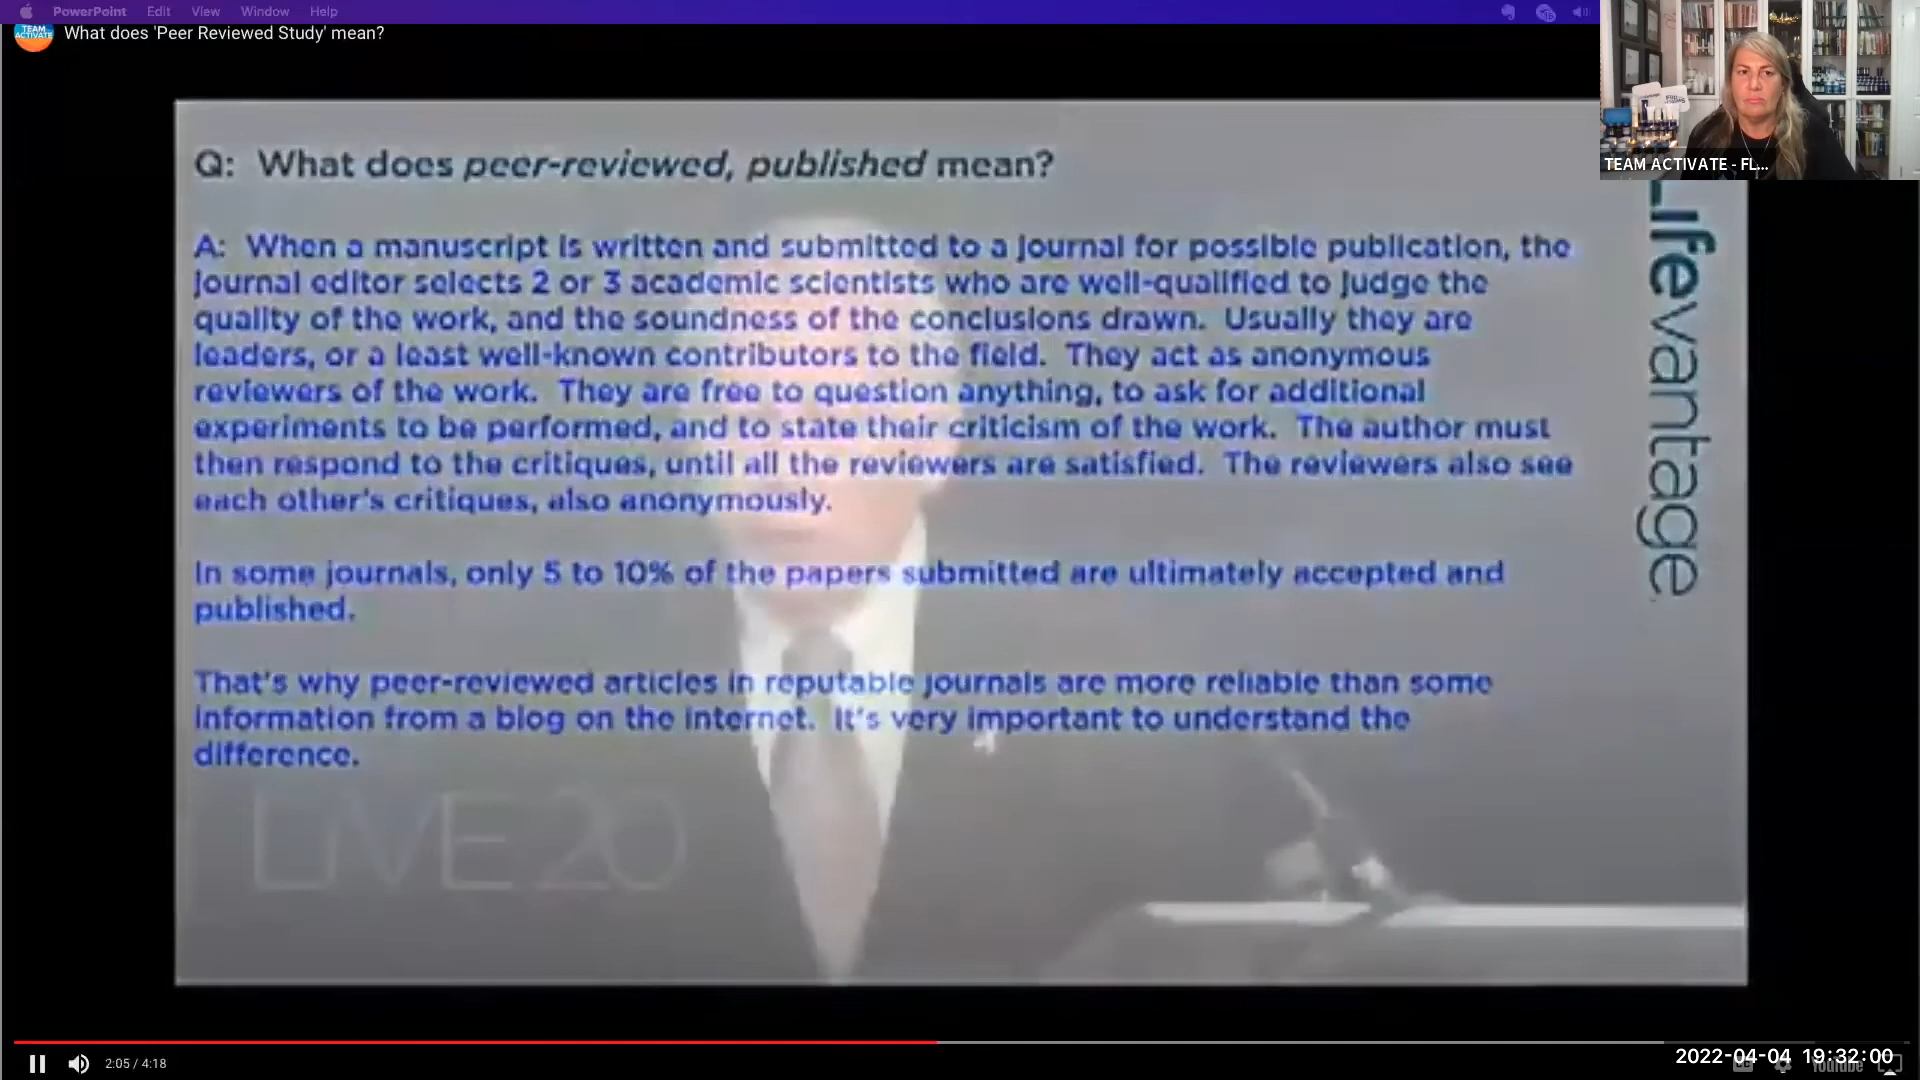 PowerPoint Edit View Window Help
TEAM ACTIVATE
What does 'Peer Reviewed Study' mean?
TEAM ACTIVATE - FL...
Q: What does peer-reviewed, published mean?
A: When a manuscript is written and submitted to a journal for possible publication, the
journal editor selects 2 or 3 academic scientists who are well-qualified to judge the
quality of the work, and the soundness of the conclusions drawn. Usually they are
leaders, or a least well-known contributors to the field. They act as anonymous
reviewers of the work. They are free to question anything, to ask for additional
experiments to be performed, and to state their criticism of the work. The author must
then respond to the critiques, until all the reviewers are satisfied. The reviewers also see
each other's critiques, also anonymously.
In some journals, only 5 to 10% of the papers submitted are ultimately accepted and
published.
That's why peer-reviewed articles in reputable journals are more reliable than some
information from a blog on the internet. It's very important to understand the
difference.
Lifevantage
LIVE 20
2:05 / 4:18
2022-04-04 19:32:00
YouTube